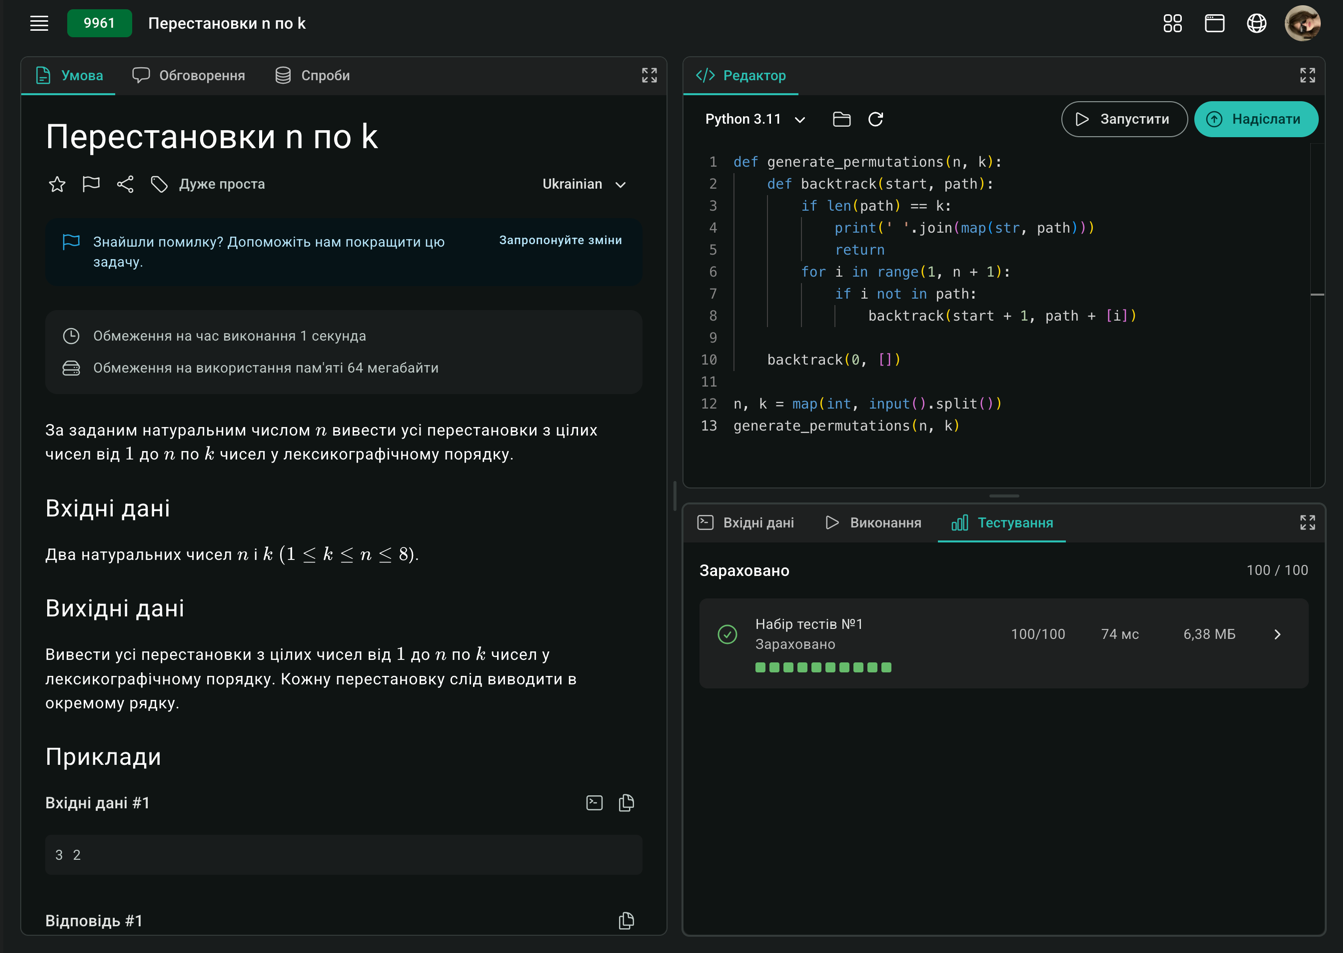 9961
Перестановки n по k
Умова
Обговорення
Спроби
Перестановки n по k
Дуже проста
Ukrainian
Знайшли помилку? Допоможіть нам покращити цю
задачу.
Запропонуйте зміни
Обмеження на час виконання 1 секунда
Обмеження на використання пам'яті 64 мегабайти
За заданим натуральним числом n вивести усі перестановки з цілих
чисел від 1 до n по k чисел у лексикографічному порядку.
Вхідні дані
Два натуральних чисел n і k (1 ≤ k ≤ n ≤ 8).
Вихідні дані
Вивести усі перестановки з цілих чисел від 1 до n по k чисел у
лексикографічному порядку. Кожну перестановку слід виводити в
окремому рядку.
Приклади
Вхідні дані #1
3 2
Відповідь #1
Редактор
Python 3.11
Запустити
Надіслати
1 def generate_permutations(n, k):
2     def backtrack(start, path):
3         if len(path) == k:
4             print(' '.join(map(str, path)))
5             return
6         for i in range(1, n + 1):
7             if i not in path:
8                 backtrack(start + 1, path + [i])
9
10     backtrack(0, [])
11
12 n, k = map(int, input().split())
13 generate_permutations(n, k)
Вхідні дані
Виконання
Тестування
Зараховано
100 / 100
Набір тестів №1
Зараховано
100/100
74 мс
6,38 МБ